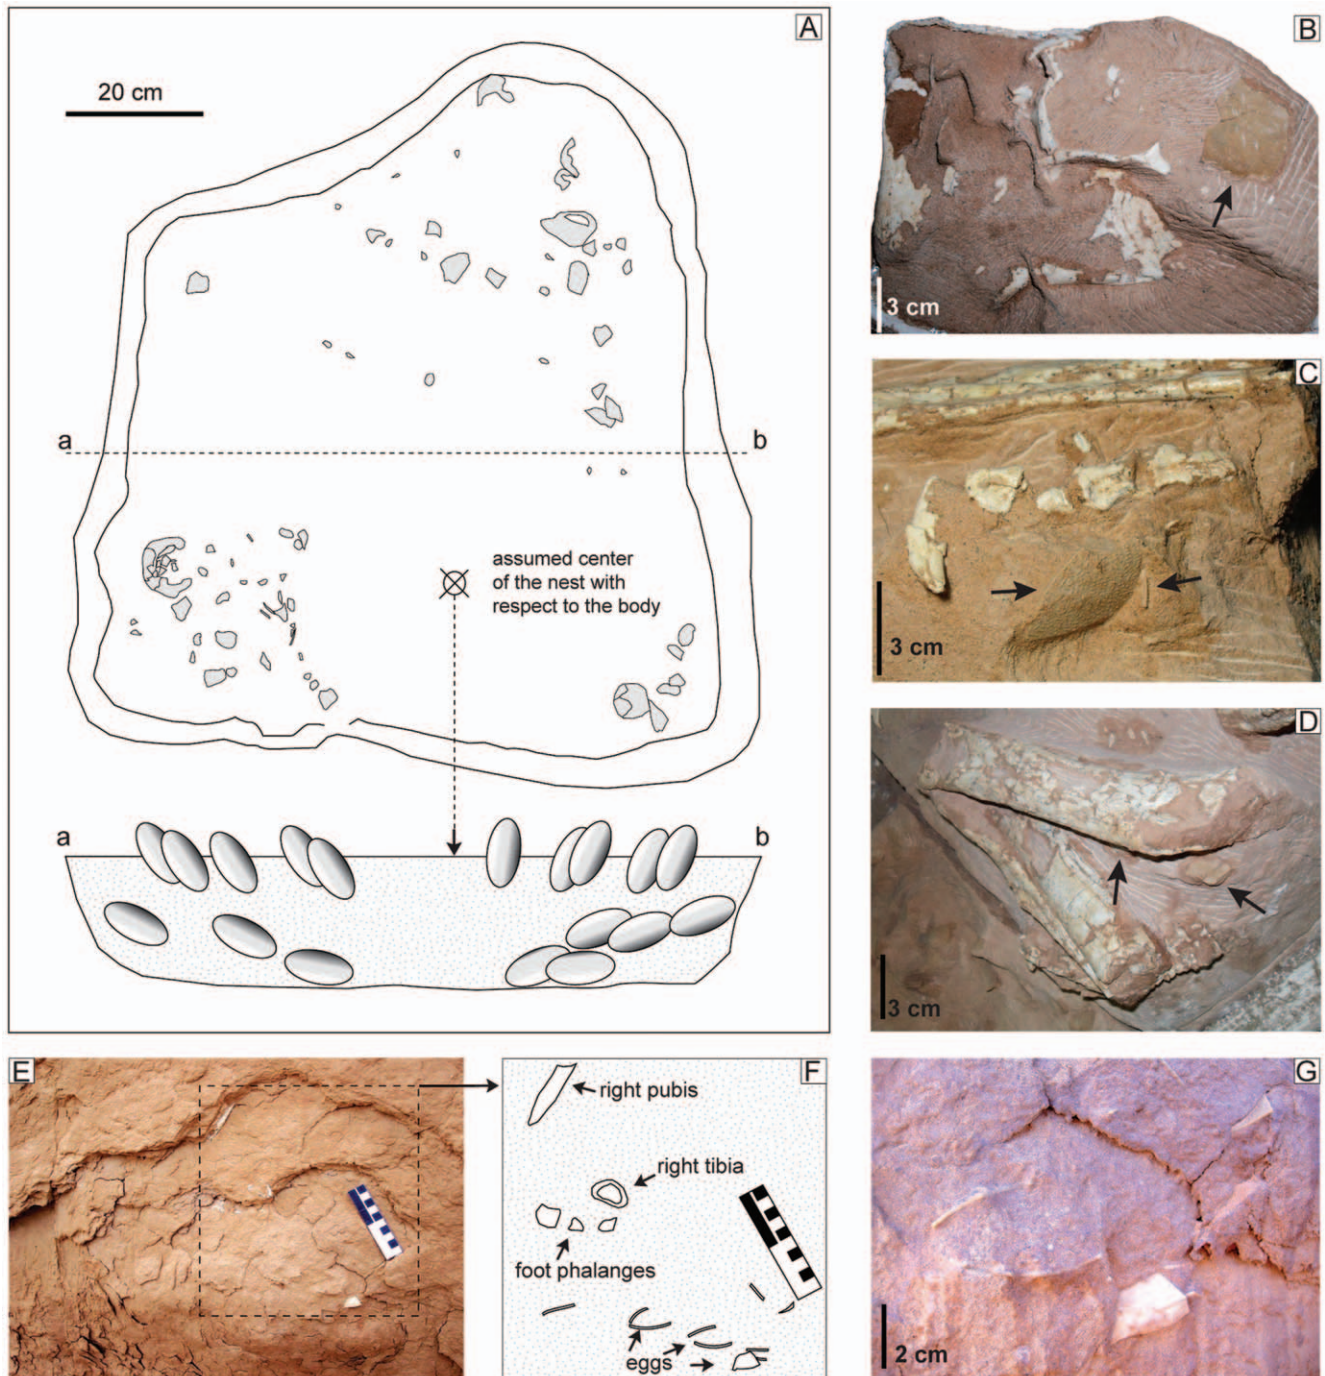 A
20 cm
a
b
assumed center
of the nest with
respect to the body
a
b
B
3 cm
C
3 cm
D
3 cm
E
F
right pubis
right tibia
foot phalanges
eggs
G
2 cm